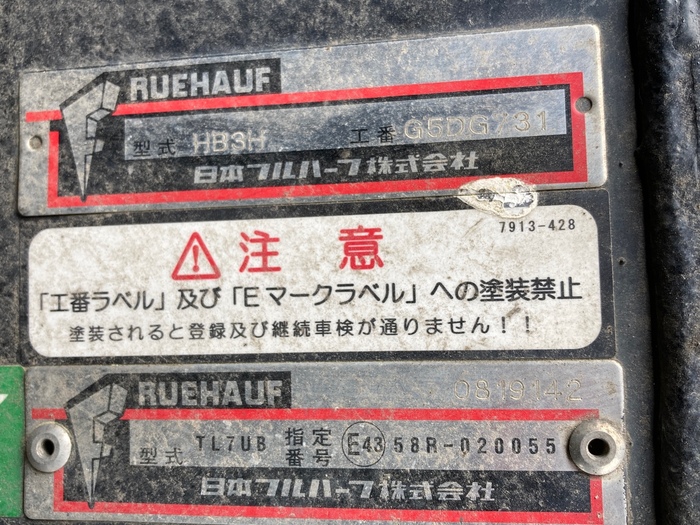 RUEHAUF
型式 HB3H 工番 G5DG731
日本フルハーフ株式会社
7913-428
注意
「工番ラベル」及び「Eマークラベル」への塗装禁止
塗装されると登録及び継続車検が通りません！！
RUEHAUF
0819142
型式 TL7UB 指定番号 E43 58R-020055
日本フルハーフ株式会社